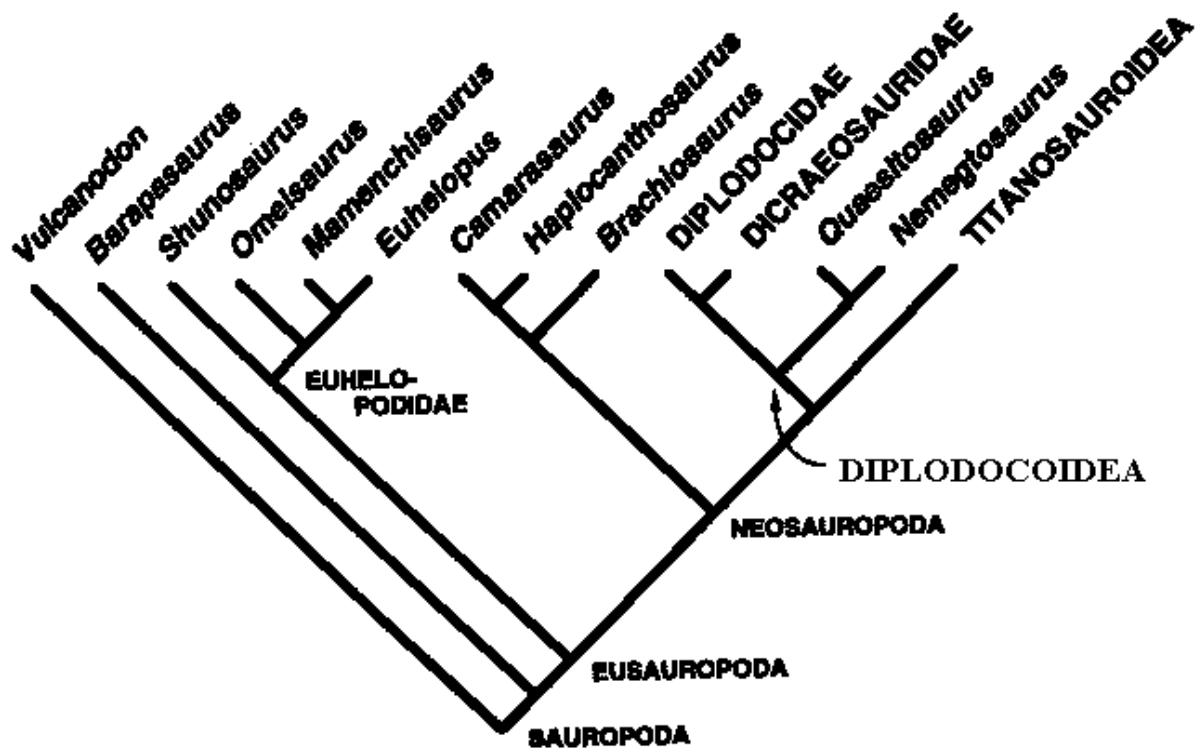 Vulcanodon
Barapasaurus
Shunosaurus
Omeisaurus
Mamenchisaurus
Euhelopus
Camarasaurus
Haplocanthosaurus
Brachiosaurus
DIPLODOCIDAE
DICRAEOSAURIDAE
Quaesitosaurus
Nemegtosaurus
TITANOSAUROIDEA
EUHELO-
PODIDAE
DIPLODOCOIDEA
NEOSAUROPODA
EUSAUROPODA
SAUROPODA